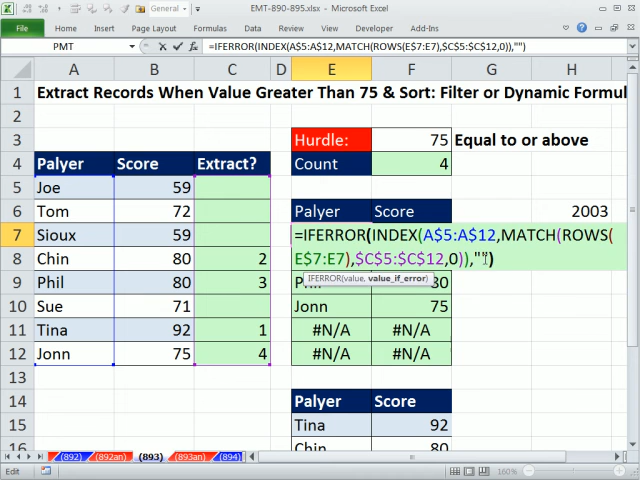 EMT-890-895.xlsx - Microsoft Excel
General
File Home Insert Page Layout Formulas Data Review View Developer Add-Ins
PMT =IFERROR(INDEX(A$5:A$12,MATCH(ROWS(E$7:E7),$C$5:$C$12,0)),"")
A B C D E F G H
1 Extract Records When Value Greater Than 75 & Sort: Filter or Dynamic Formul
2
3 Hurdle: 75 Equal to or above
4 Palyer Score Extract? Count 4
5 Joe 59
6 Tom 72 Palyer Score 2003
7 Sioux 59 =IFERROR(INDEX(A$5:A$12,MATCH(ROWS(
8 Chin 80 2 E$7:E7),$C$5:$C$12,0)),"")
IFERROR(value, value_if_error)
9 Phil 80 3 Phil 80
10 Sue 71 Jonn 75
11 Tina 92 1 #N/A #N/A
12 Jonn 75 4 #N/A #N/A
13
14 Palyer Score
15 Tina 92
16 Chin 80
(892) (892an) (893) (893an) (894)
Edit 160%